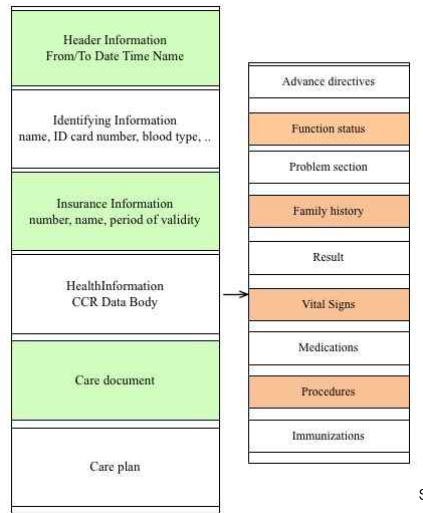 Header Information
From/To Date Time Name
Identifying Information
name, ID card number, blood type, ..
Insurance Information
number, name, period of validity
HealthInformation
CCR Data Body
Care document
Care plan
Advance directives
Function status
Problem section
Family history
Result
Vital Signs
Medications
Procedures
Immunizations